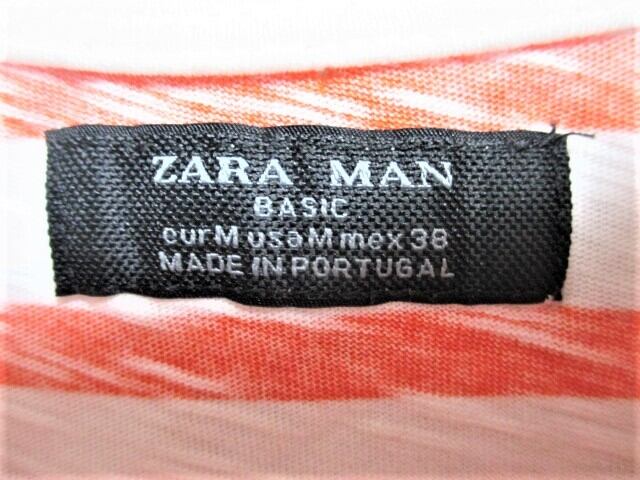 ZARA MAN
BASIC
eur M usa M mex 38
MADE IN PORTUGAL